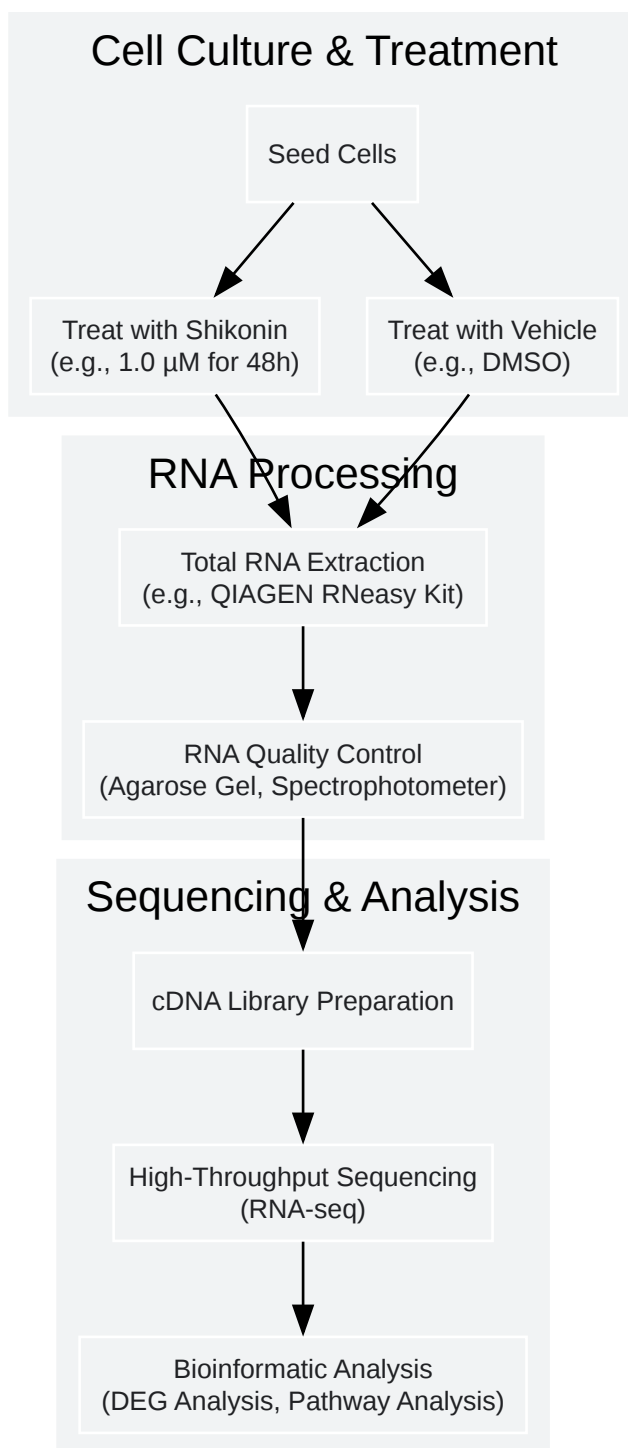 Cell Culture & Treatment
Seed Cells
Treat with Shikonin
(e.g., 1.0 µM for 48h)
Treat with Vehicle
(e.g., DMSO)
RNA Processing
Total RNA Extraction
(e.g., QIAGEN RNeasy Kit)
RNA Quality Control
(Agarose Gel, Spectrophotometer)
Sequencing & Analysis
cDNA Library Preparation
High-Throughput Sequencing
(RNA-seq)
Bioinformatic Analysis
(DEG Analysis, Pathway Analysis)